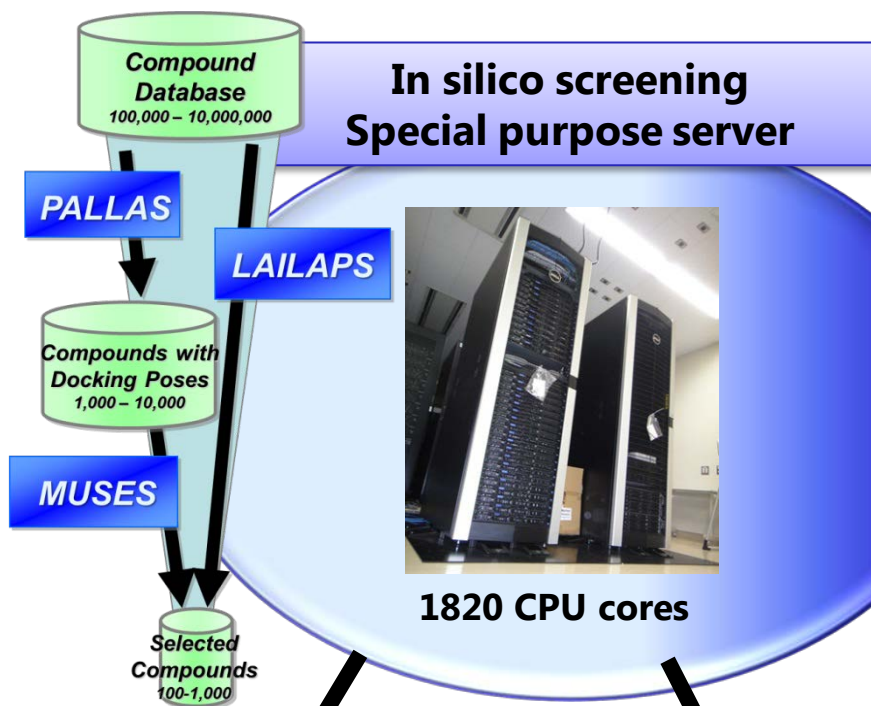 Compound
Database
100,000 – 10,000,000
In silico screening
Special purpose server
PALLAS
LAILAPS
Compounds with
Docking Poses
1,000 – 10,000
MUSES
1820 CPU cores
Selected
Compounds
100-1,000